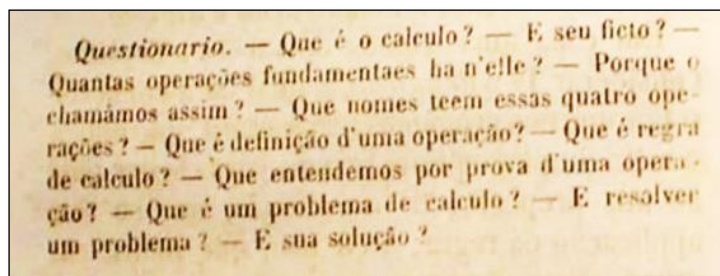 Questionario. — Que é o calculo? — E seu ficto? —
Quantas operações fundamentaes ha n'elle? — Porque o
chamâmos assim? — Que nomes teem essas quatro ope-
rações? — Que é definição d'uma operação? — Que é regra
de calculo? — Que entendemos por prova d'uma opera-
ção? — Que é um problema de calculo? — E resolver
um problema? — E sua solução?